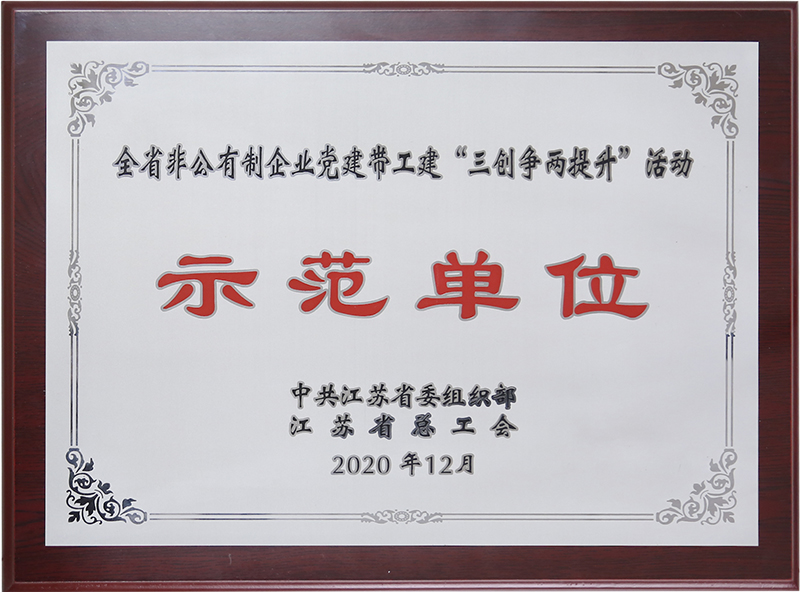 全省非公有制企业党建带工建“三创争两提升”活动
示范单位
中共江苏省委组织部
江苏省总工会
2020年12月